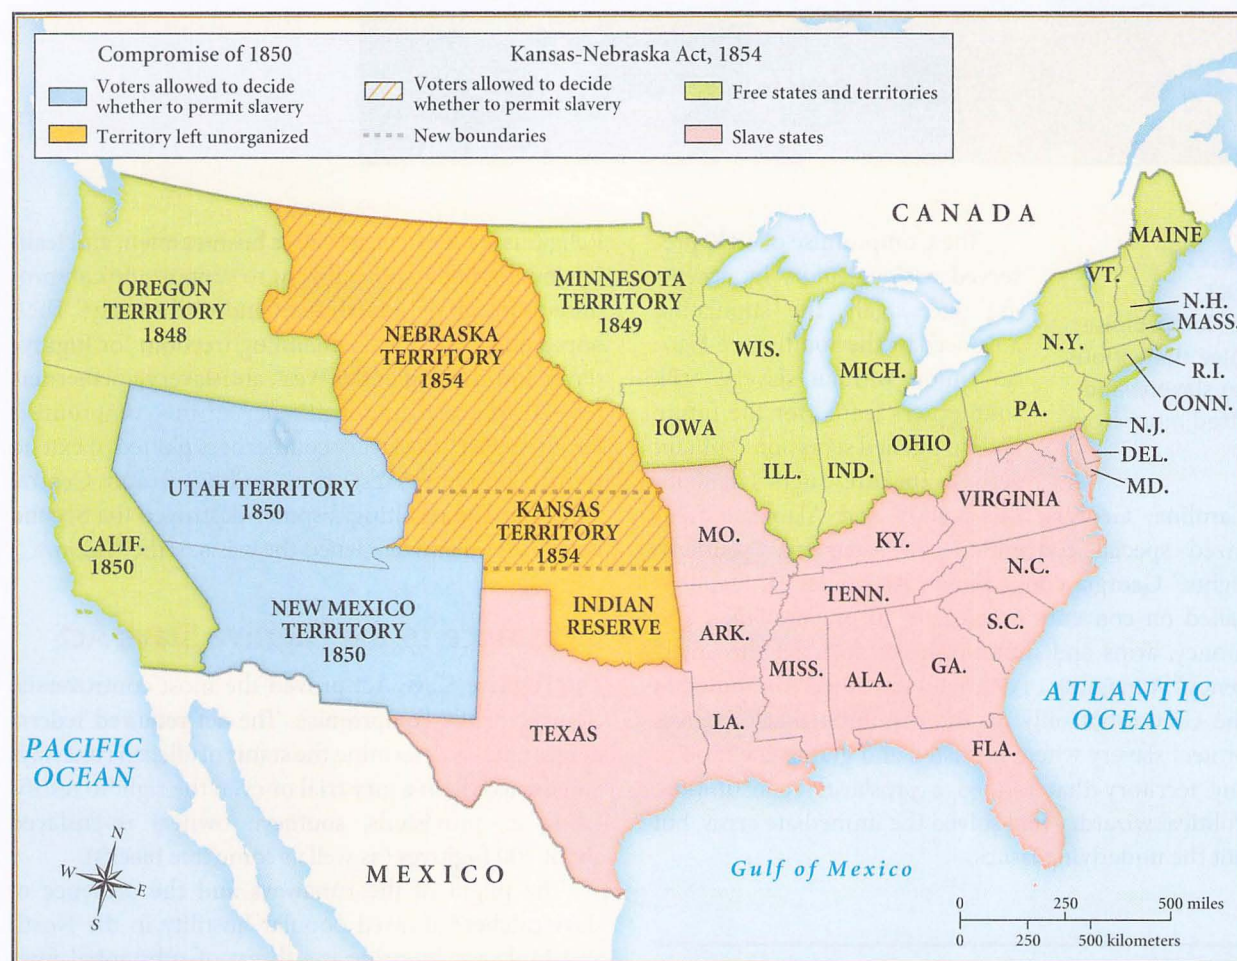 Compromise of 1850
Voters allowed to decide
whether to permit slavery
Territory left unorganized
Kansas-Nebraska Act, 1854
Voters allowed to decide
whether to permit slavery
New boundaries
Free states and territories
Slave states
CANADA
MAINE
VT.
N.H.
MASS.
N.Y.
R.I.
CONN.
PA.
N.J.
DEL.
MD.
OREGON
TERRITORY
1848
NEBRASKA
TERRITORY
1854
MINNESOTA
TERRITORY
1849
WIS.
MICH.
IOWA
ILL.
IND.
OHIO
VIRGINIA
UTAH TERRITORY
1850
CALIF.
1850
KANSAS
TERRITORY
1854
MO.
KY.
N.C.
TENN.
S.C.
NEW MEXICO
TERRITORY
1850
INDIAN
RESERVE
ARK.
MISS.
ALA.
GA.
TEXAS
LA.
FLA.
PACIFIC
OCEAN
ATLANTIC
OCEAN
MEXICO
Gulf of Mexico
N
W
E
S
0 250 500 miles
0 250 500 kilometers